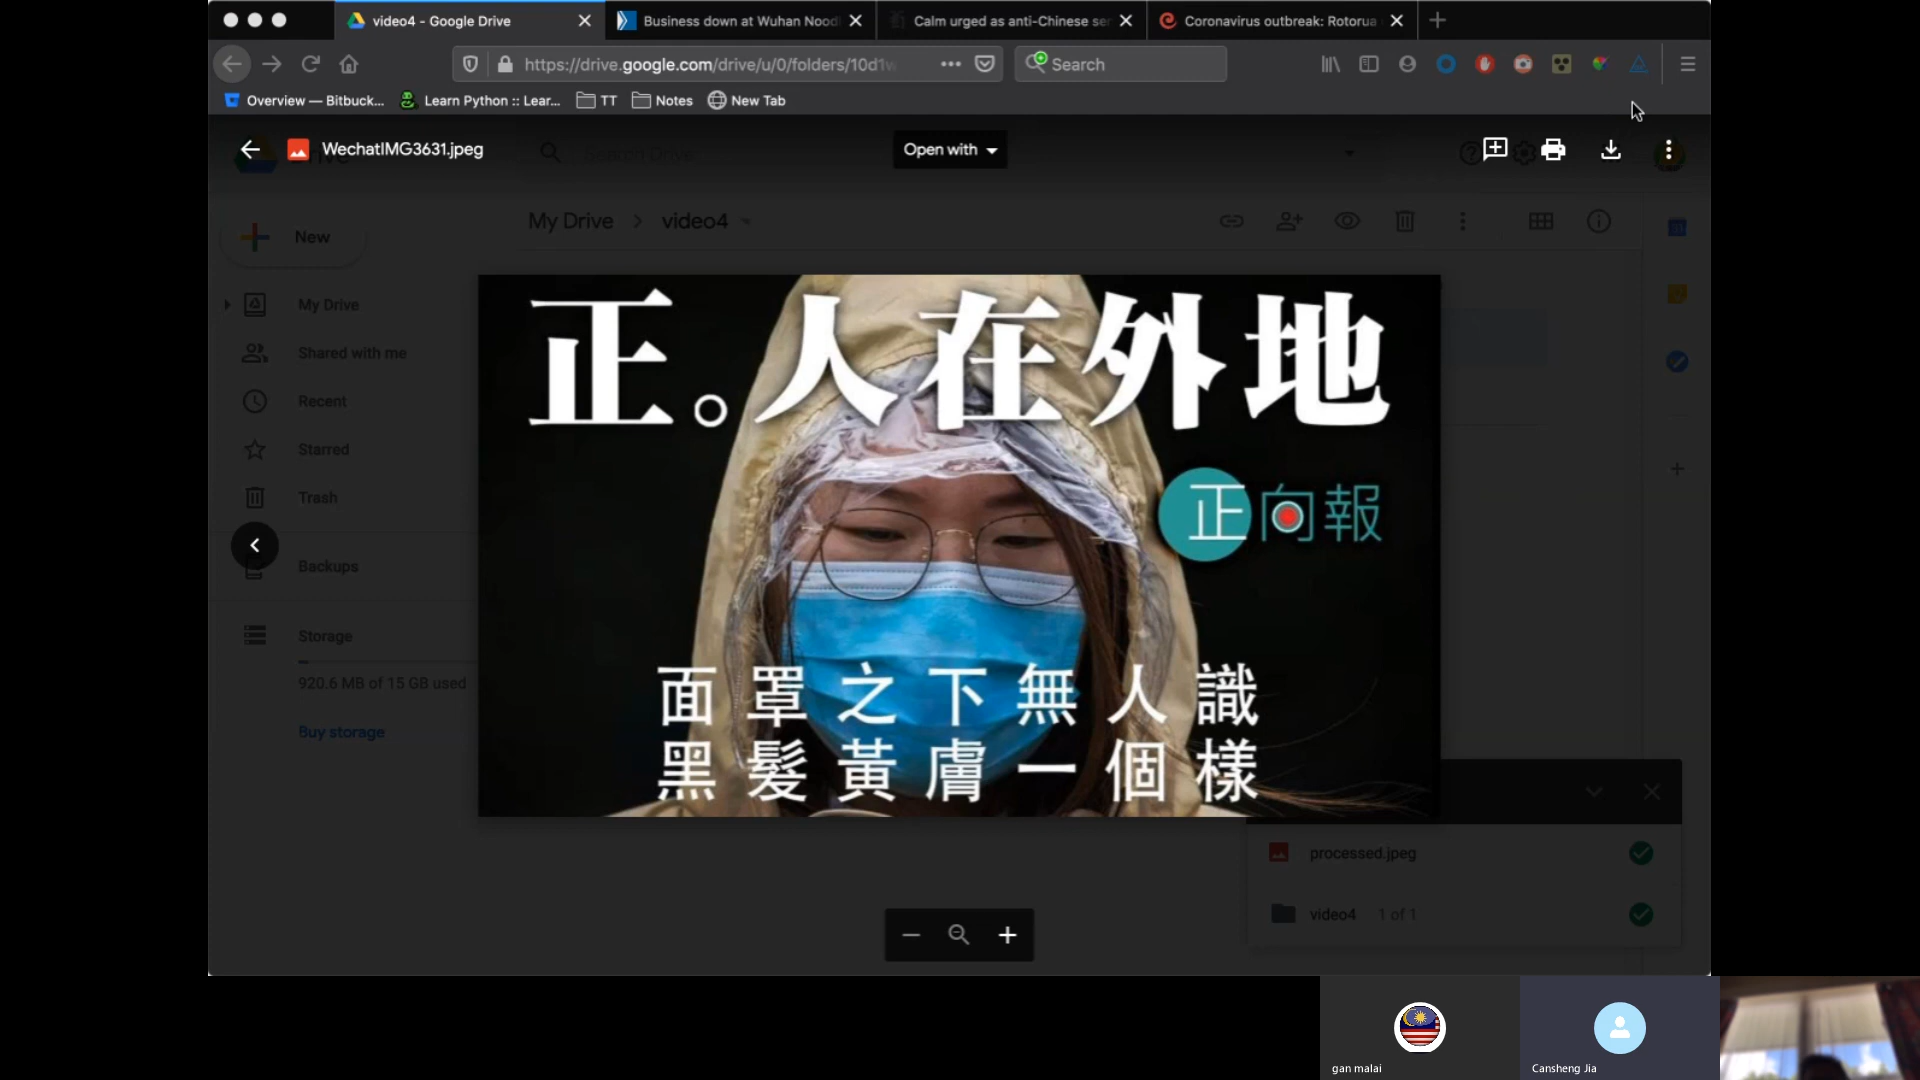 video4 - Google Drive
Business down at Wuhan Nood
Calm urged as anti-Chinese se
Coronavirus outbreak: Rotorua
https://drive.google.com/drive/u/0/folders/10d1
Search
Overview — Bitbuck...
Learn Python :: Lear...
TT
Notes
New Tab
WechatIMG3631.jpeg
Search Drive
Open with
My Drive > video4
New
My Drive
Shared with me
Recent
Starred
Trash
Backups
Storage
920.6 MB of 15 GB used
Buy storage
正。人在外地
正向報
面罩之下無人識
黑髮黃膚一個樣
processed.jpeg
video4 1 of 1
gan malai
Cansheng Jia